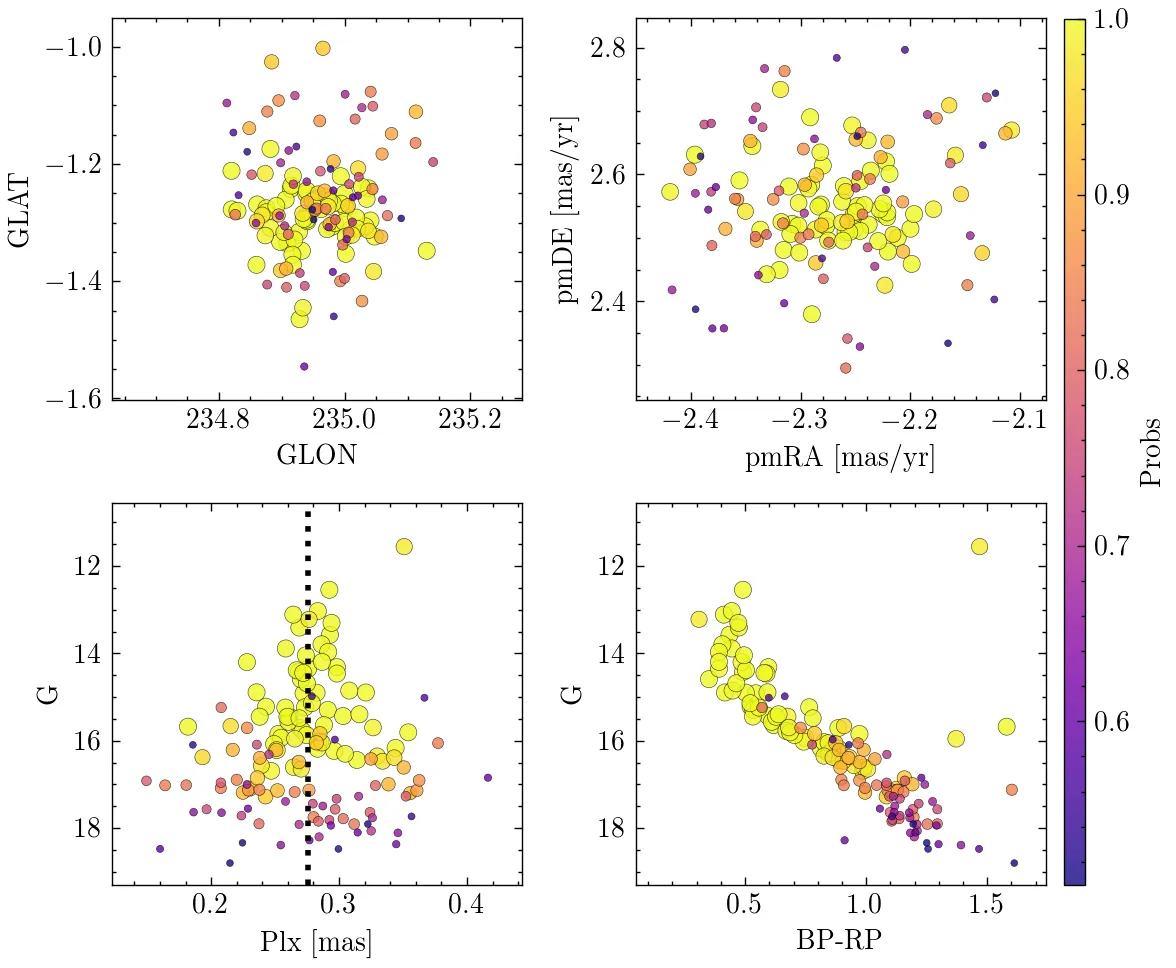 −1.0
−1.2
−1.4
−1.6
GLAT
234.8 235.0 235.2
GLON
2.8
2.6
2.4
pmDE [mas/yr]
−2.4 −2.3 −2.2 −2.1
pmRA [mas/yr]
1.0
0.9
0.8
0.7
0.6
Probs
12
14
16
18
G
0.2 0.3 0.4
Plx [mas]
12
14
16
18
G
0.5 1.0 1.5
BP-RP